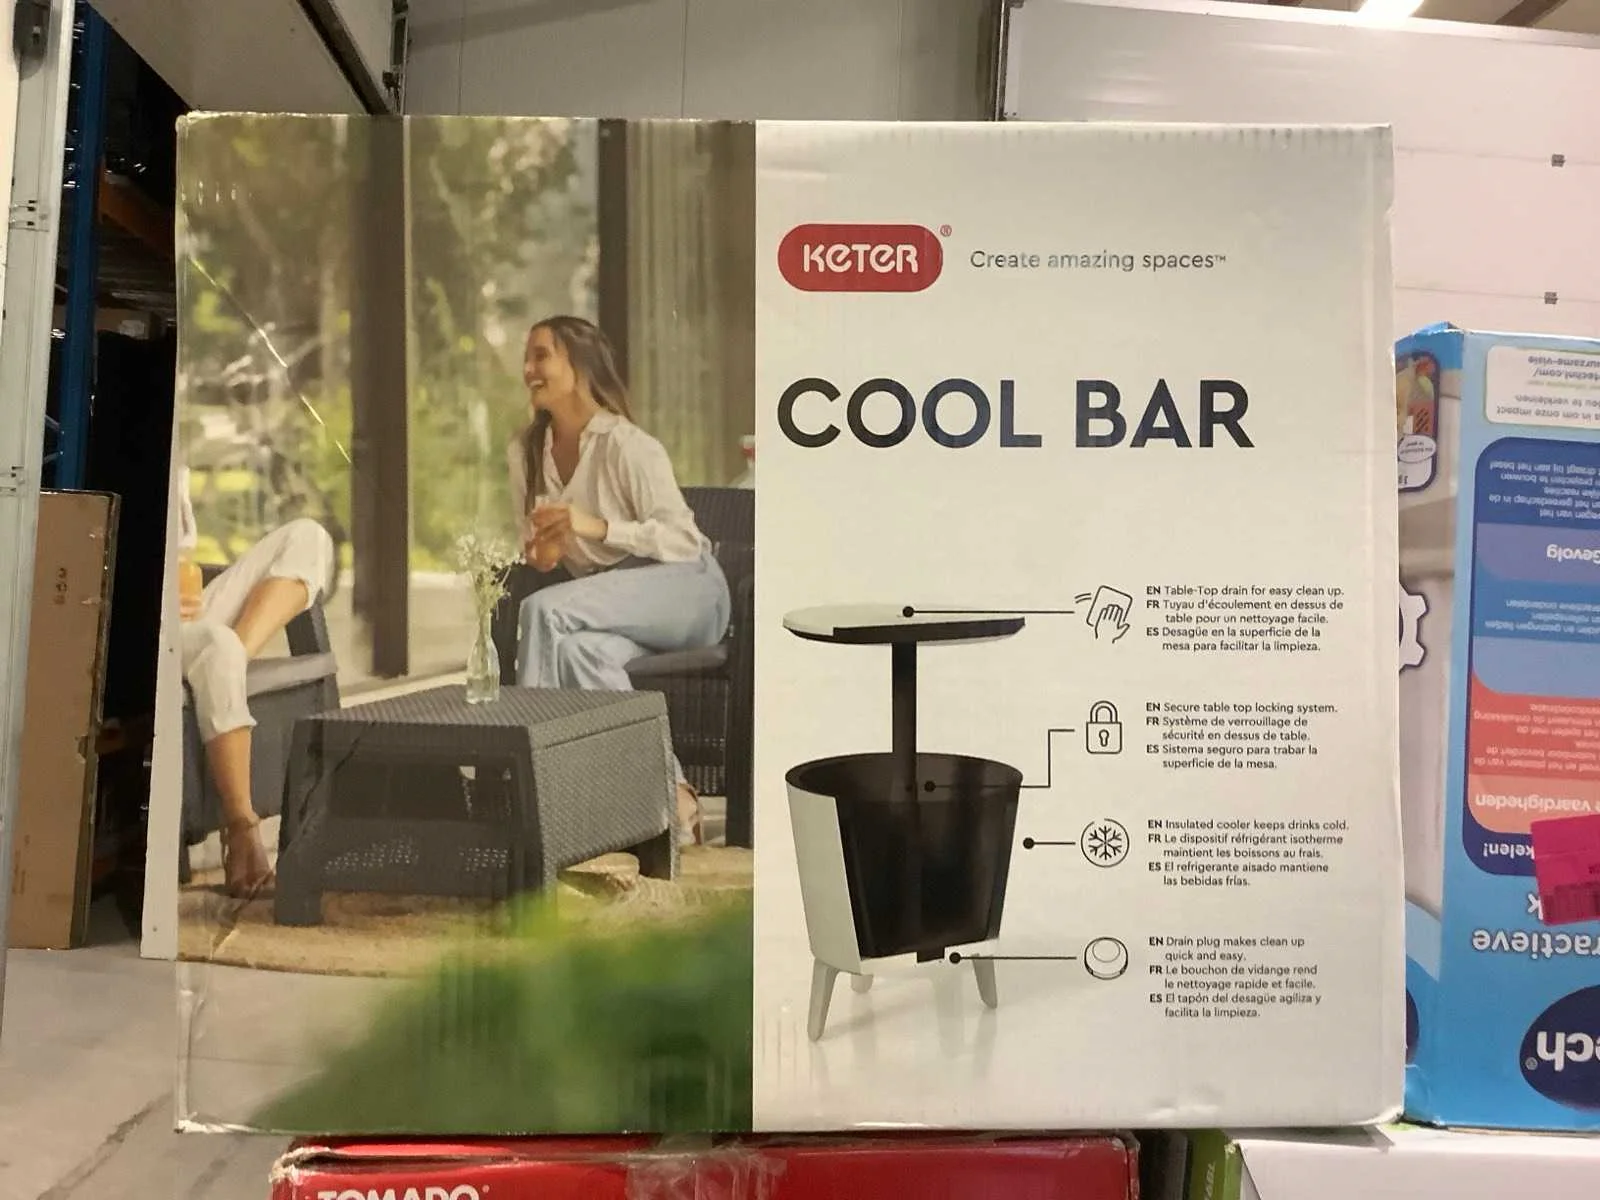 KETER®
Create amazing spaces™
COOL BAR
EN Table-Top drain for easy clean up.
FR Tuyau d'écoulement en dessus de
table pour un nettoyage facile.
ES Desagüe en la superficie de la
mesa para facilitar la limpieza.
EN Secure table top locking system.
FR Système de verrouillage de
sécurité en dessus de table.
ES Sistema seguro para trabar la
superficie de la mesa.
EN Insulated cooler keeps drinks cold.
FR Le dispositif réfrigérant isotherme
maintient les boissons au frais.
ES El refrigerante aisado mantiene
las bebidas frías.
EN Drain plug makes clean up
quick and easy.
FR Le bouchon de vidange rend
le nettoyage rapide et facile.
ES El tapón del desagüe agiliza y
facilita la limpieza.
TOMADO®